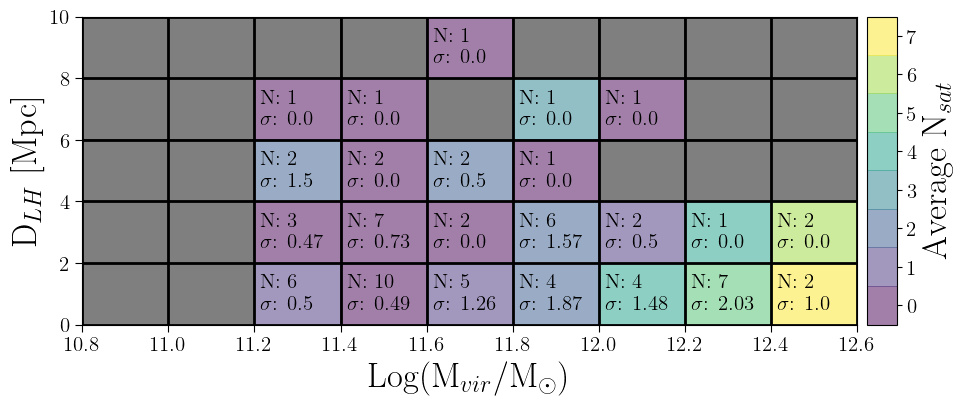 10
N: 1
σ: 0.0
7
8
6
N: 1
N: 1
N: 1
N: 1
σ: 0.0
σ: 0.0
σ: 0.0
σ: 0.0
5
6
N: 2
N: 2
N: 2
N: 1
σ: 1.5
σ: 0.0
σ: 0.5
σ: 0.0
4
3
4
N: 3
N: 7
N: 2
N: 6
N: 2
N: 1
N: 2
σ: 0.47
σ: 0.73
σ: 0.0
σ: 1.57
σ: 0.5
σ: 0.0
σ: 0.0
2
1
2
N: 6
N: 10
N: 5
N: 4
N: 4
N: 7
N: 2
σ: 0.5
σ: 0.49
σ: 1.26
σ: 1.87
σ: 1.48
σ: 2.03
σ: 1.0
0
0
10.8 11.0 11.2 11.4 11.6 11.8 12.0 12.2 12.4 12.6
Log(M_vir/M_⊙)
D_LH [Mpc]
Average N_sat